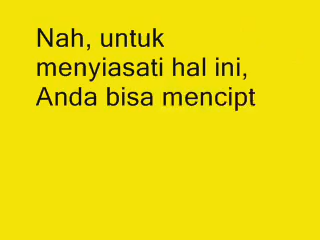 Nah, untuk
menyiasati hal ini,
Anda bisa mencipt